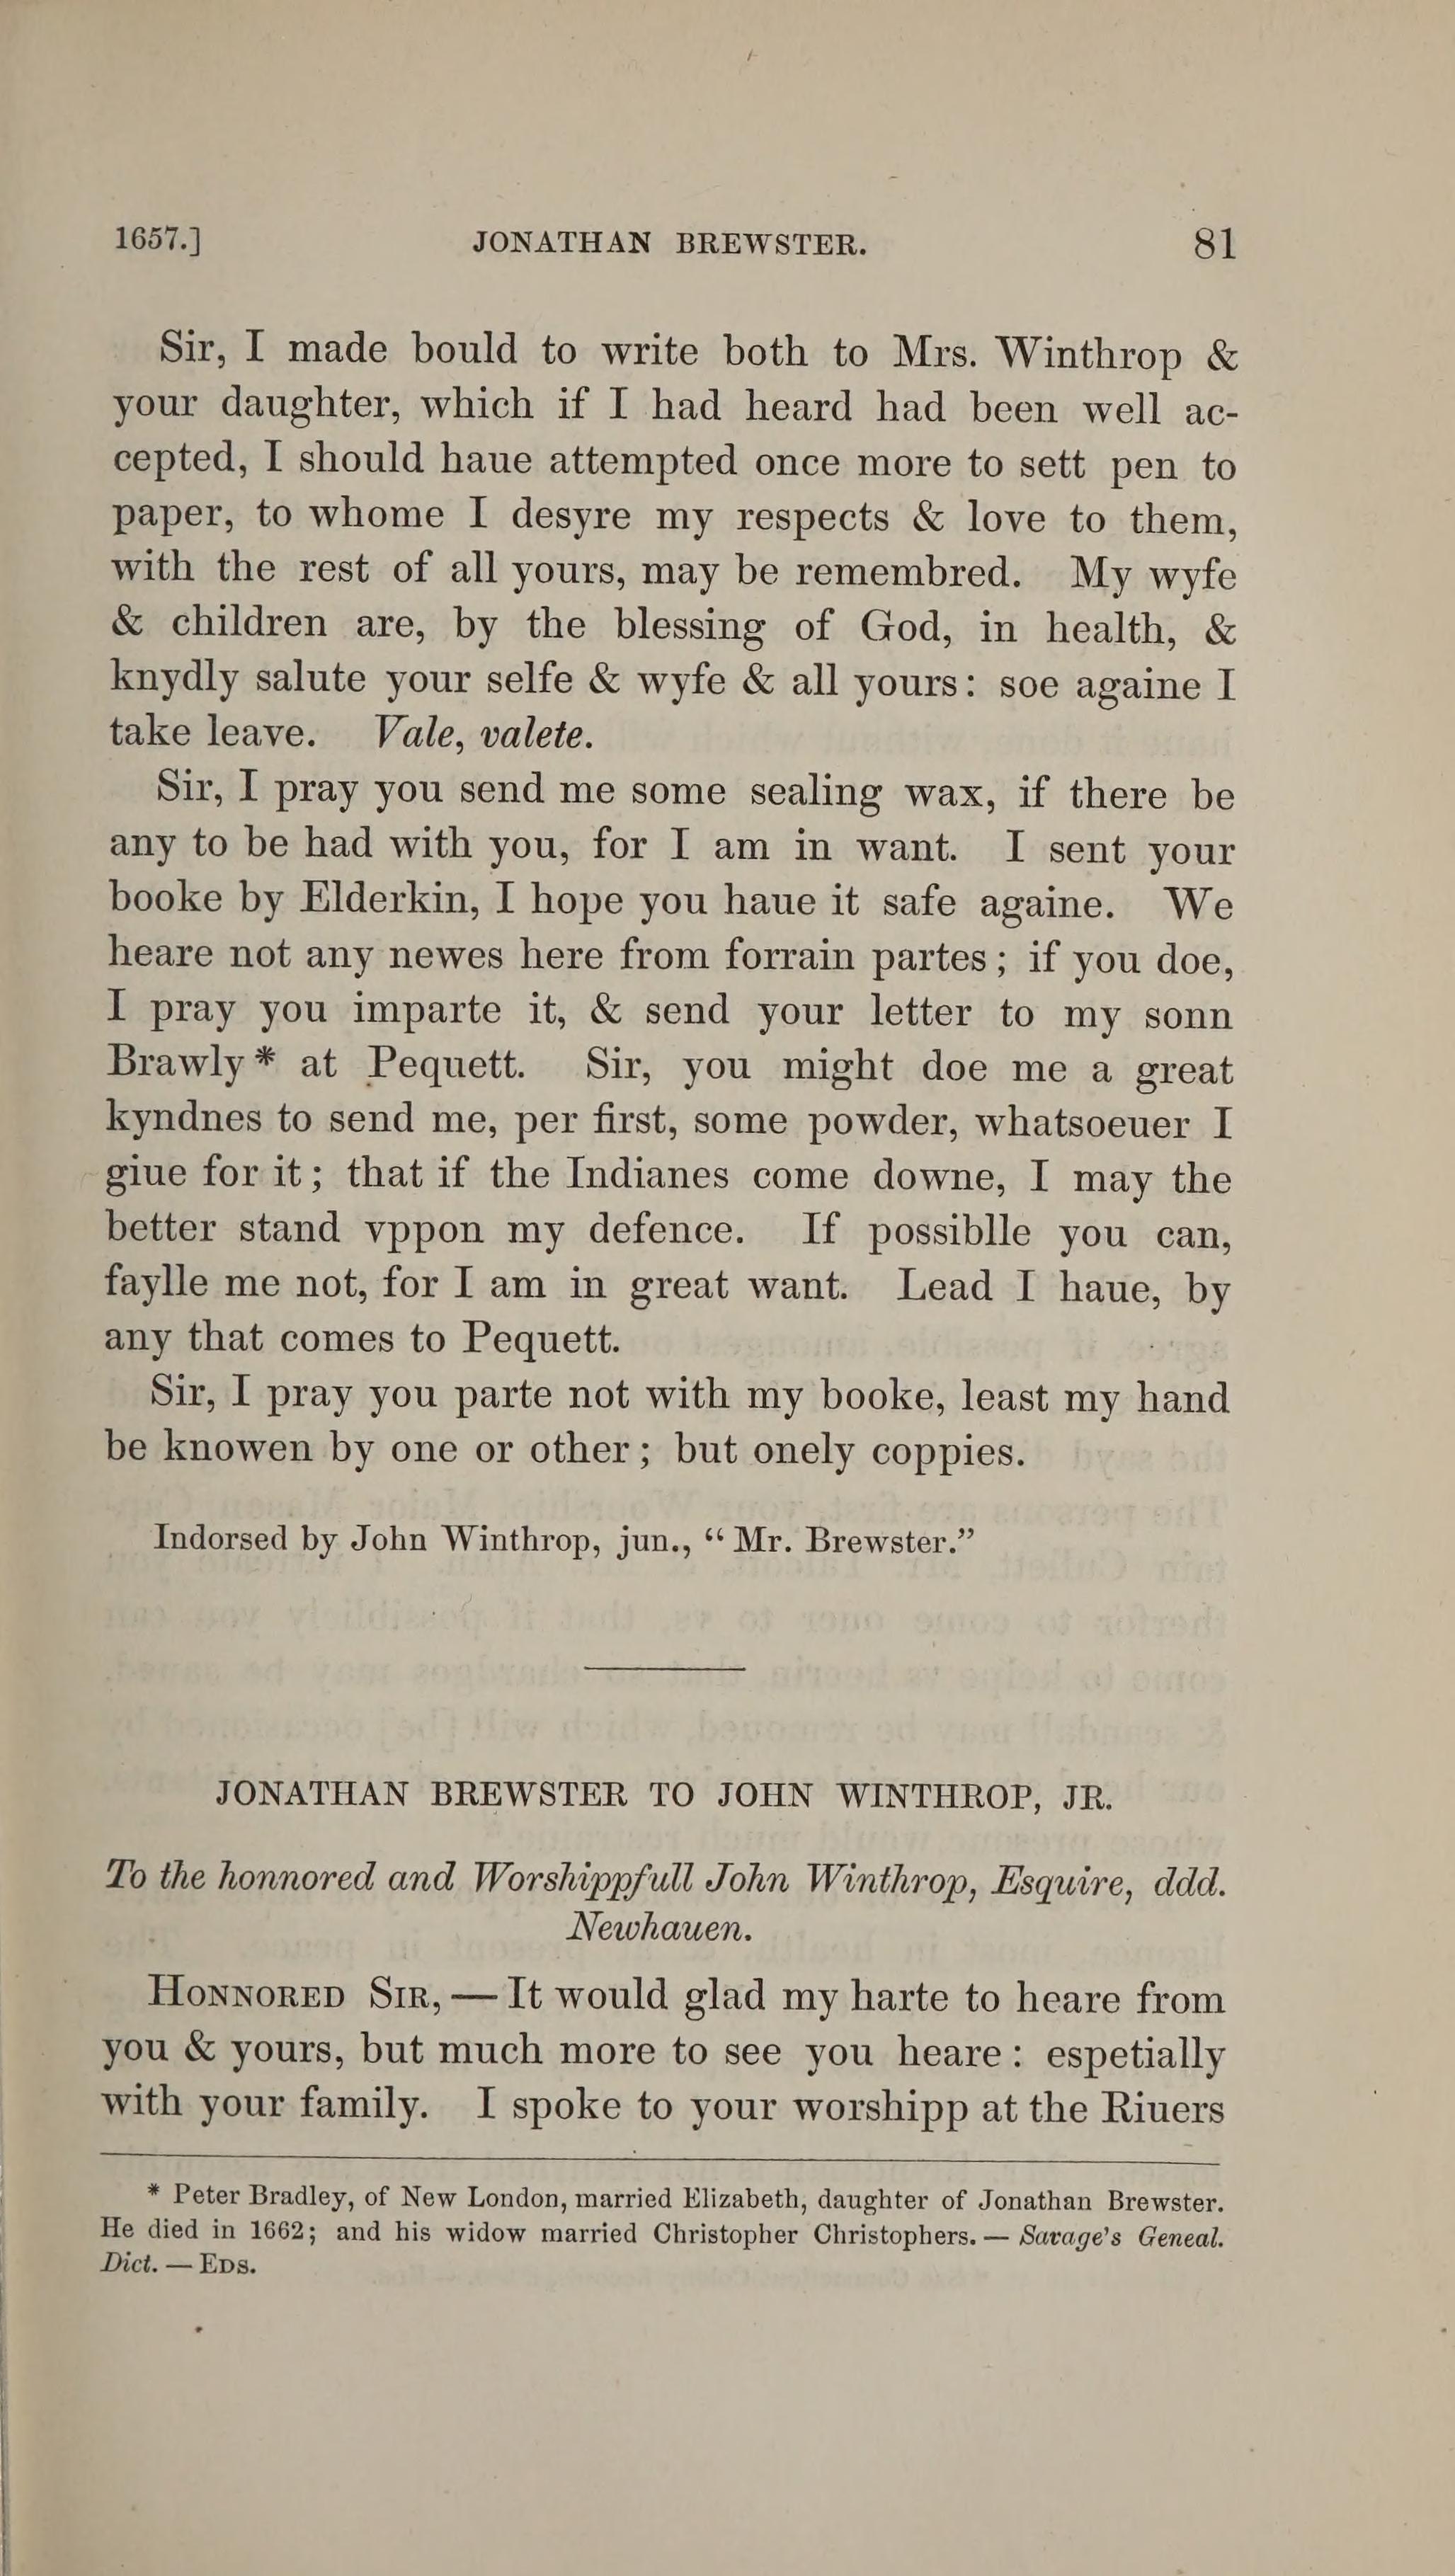 1657.] JONATHAN BREWSTER. 81
Sir, I made bould to write both to Mrs. Winthrop &
your daughter, which if I had heard had been well ac-
cepted, I should haue attempted once more to sett pen to
paper, to whome I desyre my respects & love to them,
with the rest of all yours, may be remembred. My wyfe
& children are, by the blessing of God, in health, &
knydly salute your selfe & wyfe & all yours: soe againe I
take leave. Vale, valete.
Sir, I pray you send me some sealing wax, if there be
any to be had with you, for I am in want. I sent your
booke by Elderkin, I hope you haue it safe againe. We
heare not any newes here from forrain partes; if you doe,
I pray you imparte it, & send your letter to my sonn
Brawly * at Pequett. Sir, you might doe me a great
kyndnes to send me, per first, some powder, whatsoeuer I
giue for it; that if the Indianes come downe, I may the
better stand vppon my defence. If possiblle you can,
faylle me not, for I am in great want. Lead I haue, by
any that comes to Pequett.
Sir, I pray you parte not with my booke, least my hand
be knowen by one or other; but onely coppies.
Indorsed by John Winthrop, jun., “Mr. Brewster.”
JONATHAN BREWSTER TO JOHN WINTHROP, JR.
To the honnored and Worshippfull John Winthrop, Esquire, ddd.
Newhauen.
HONNORED SIR, — It would glad my harte to heare from
you & yours, but much more to see you heare: espetially
with your family. I spoke to your worshipp at the Riuers
* Peter Bradley, of New London, married Elizabeth, daughter of Jonathan Brewster.
He died in 1662; and his widow married Christopher Christophers. — Savage's Geneal.
Dict. — EDS.